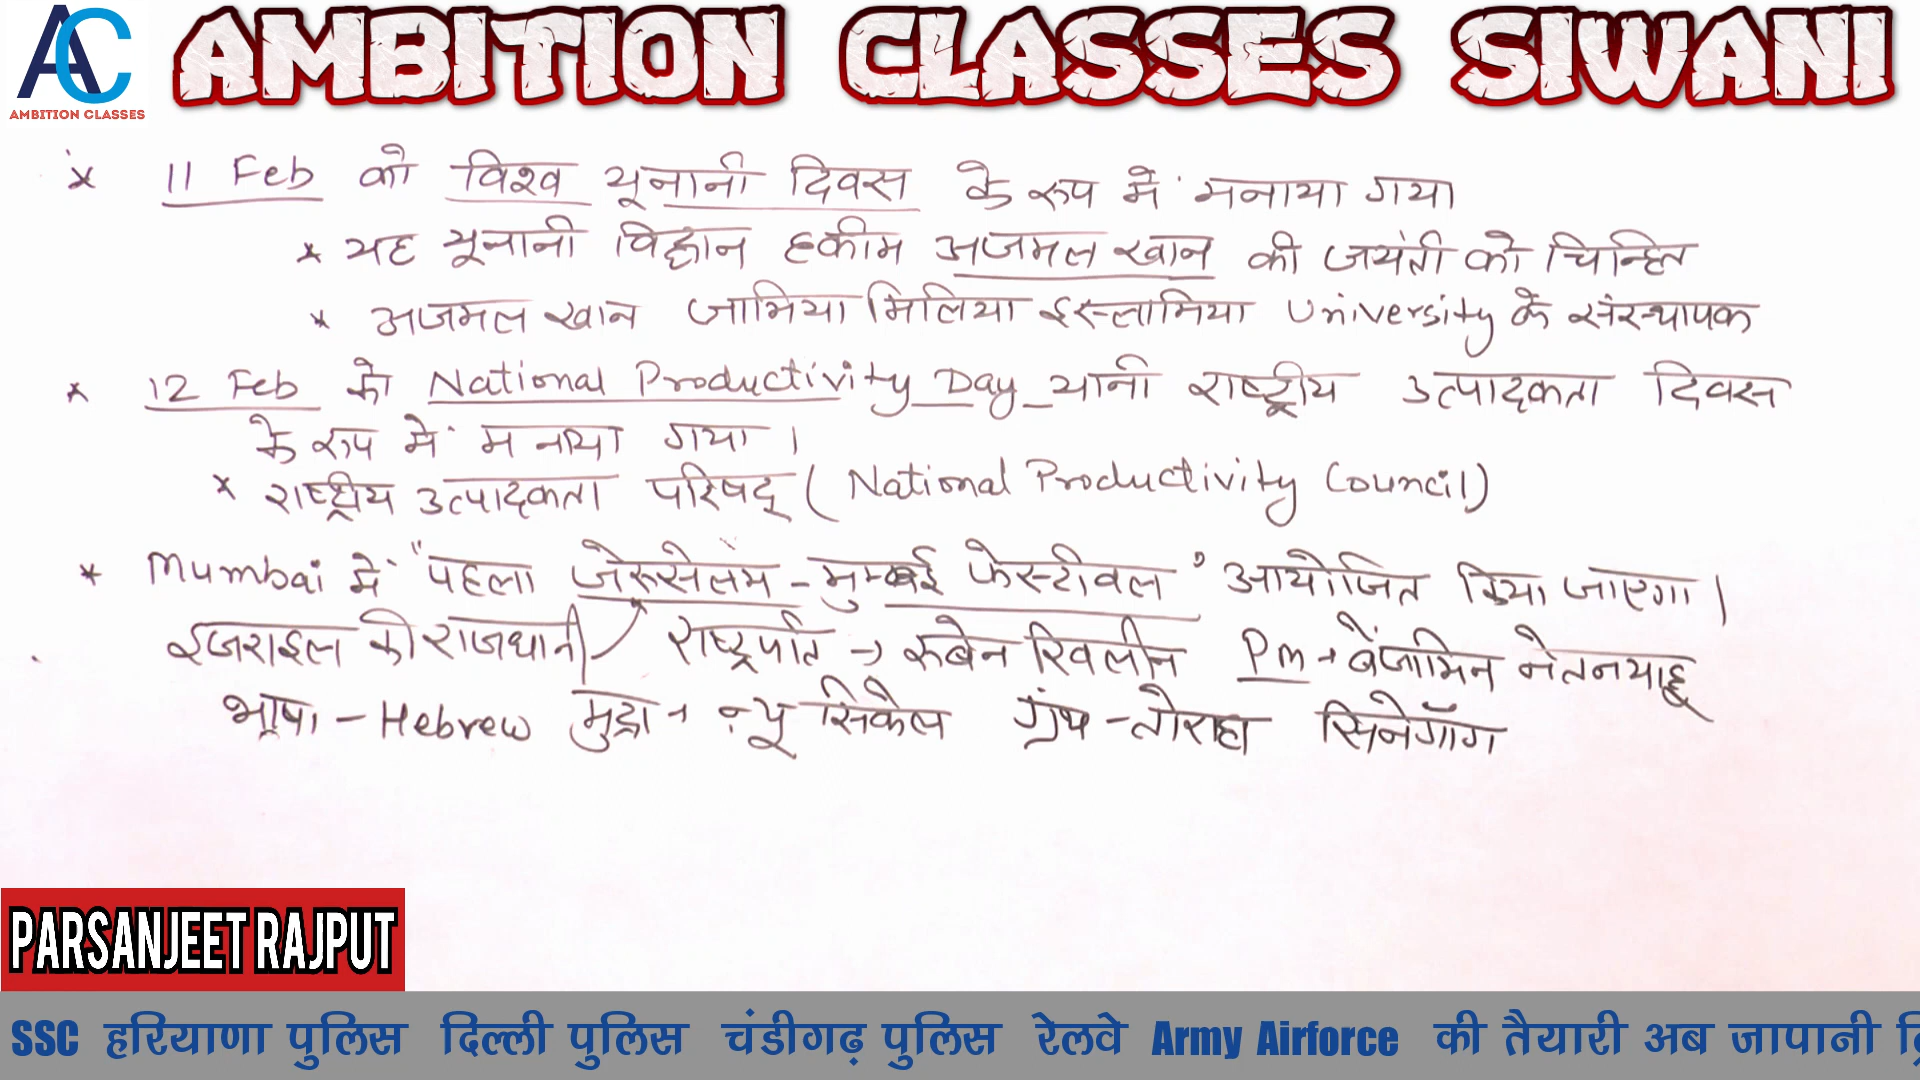 AC AMBITION CLASSES
AMBITION CLASSES SIWANI
* 11 Feb को विश्व यूनानी दिवस के रूप में मनाया गया
* यह यूनानी विद्वान हकीम अजमल खान की जयंती को चिन्हित
* अजमल खान जामिया मिलिया इस्लामिया University के संस्थापक
* 12 Feb को National Productivity Day यानी राष्ट्रीय उत्पादकता दिवस
के रूप में मनाया गया।
* राष्ट्रीय उत्पादकता परिषद् (National Productivity Council)
* Mumbai में "पहला जेरूसेलम - मुम्बई फेस्टीवल" आयोजित किया जाएगा।
इजराइल की राजधानी राष्ट्रपति → रूबेन रिवलीन Pm → बेंजामिन नेतनयाहू
भाषा - Hebrew मुद्रा → न्यू सिकेल ग्रंथ - तोराहा सिनेगॉग
PARSANJEET RAJPUT
SSC हरियाणा पुलिस दिल्ली पुलिस चंडीगढ़ पुलिस रेलवे Army Airforce की तैयारी अब जापानी